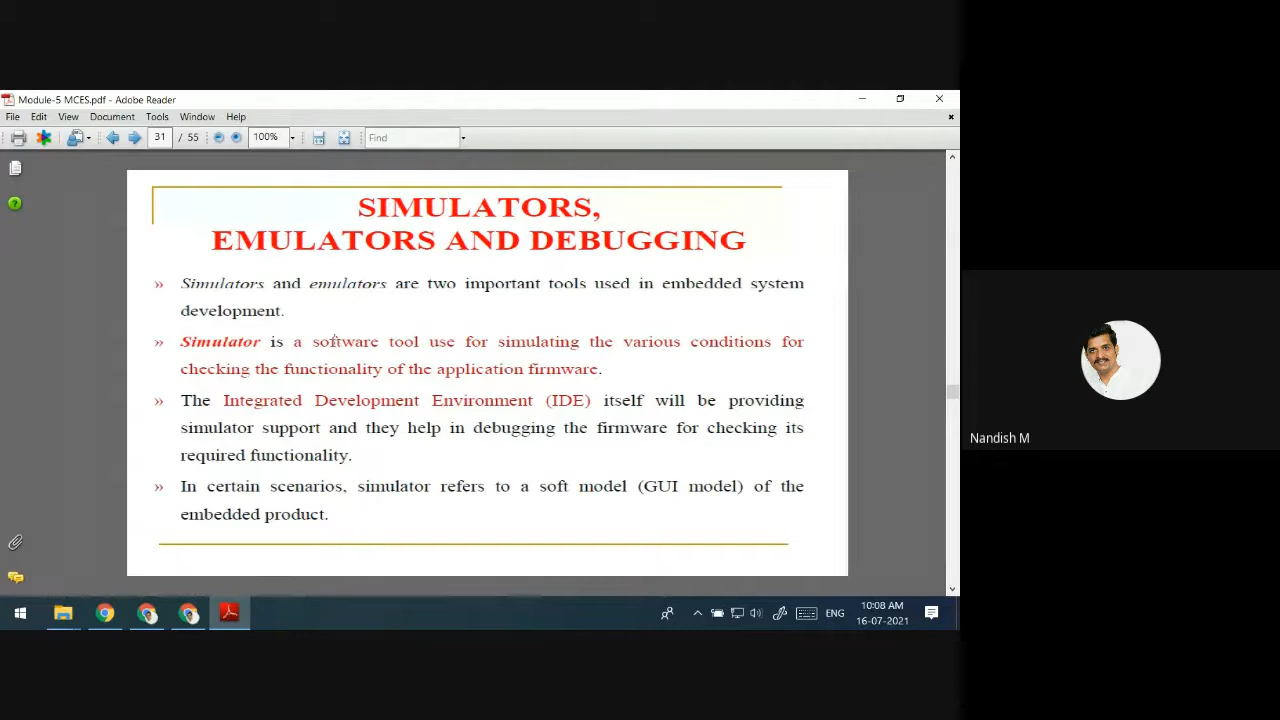 Module-5 MCES.pdf - Adobe Reader
File Edit View Document Tools Window Help
31 / 55 100% Find
SIMULATORS,
EMULATORS AND DEBUGGING
» Simulators and emulators are two important tools used in embedded system
development.
» Simulator is a software tool use for simulating the various conditions for
checking the functionality of the application firmware.
» The Integrated Development Environment (IDE) itself will be providing
simulator support and they help in debugging the firmware for checking its
required functionality.
» In certain scenarios, simulator refers to a soft model (GUI model) of the
embedded product.
Nandish M
ENG
10:08 AM
16-07-2021